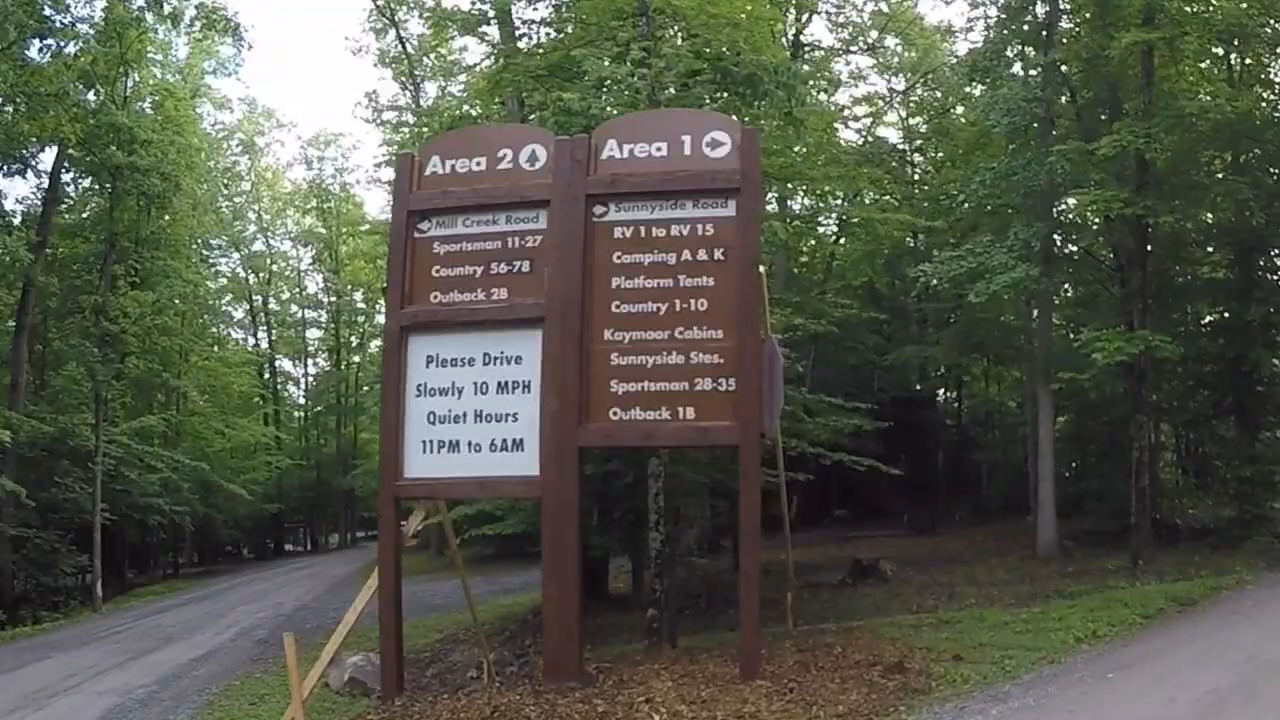 Area 2
Mill Creek Road
Sportsman 11-27
Country 56-78
Outback 2B
Please Drive
Slowly 10 MPH
Quiet Hours
11PM to 6AM
Area 1
Sunnyside Road
RV 1 to RV 15
Camping A & K
Platform Tents
Country 1-10
Kaymoor Cabins
Sunnyside Stes.
Sportsman 28-35
Outback 1B